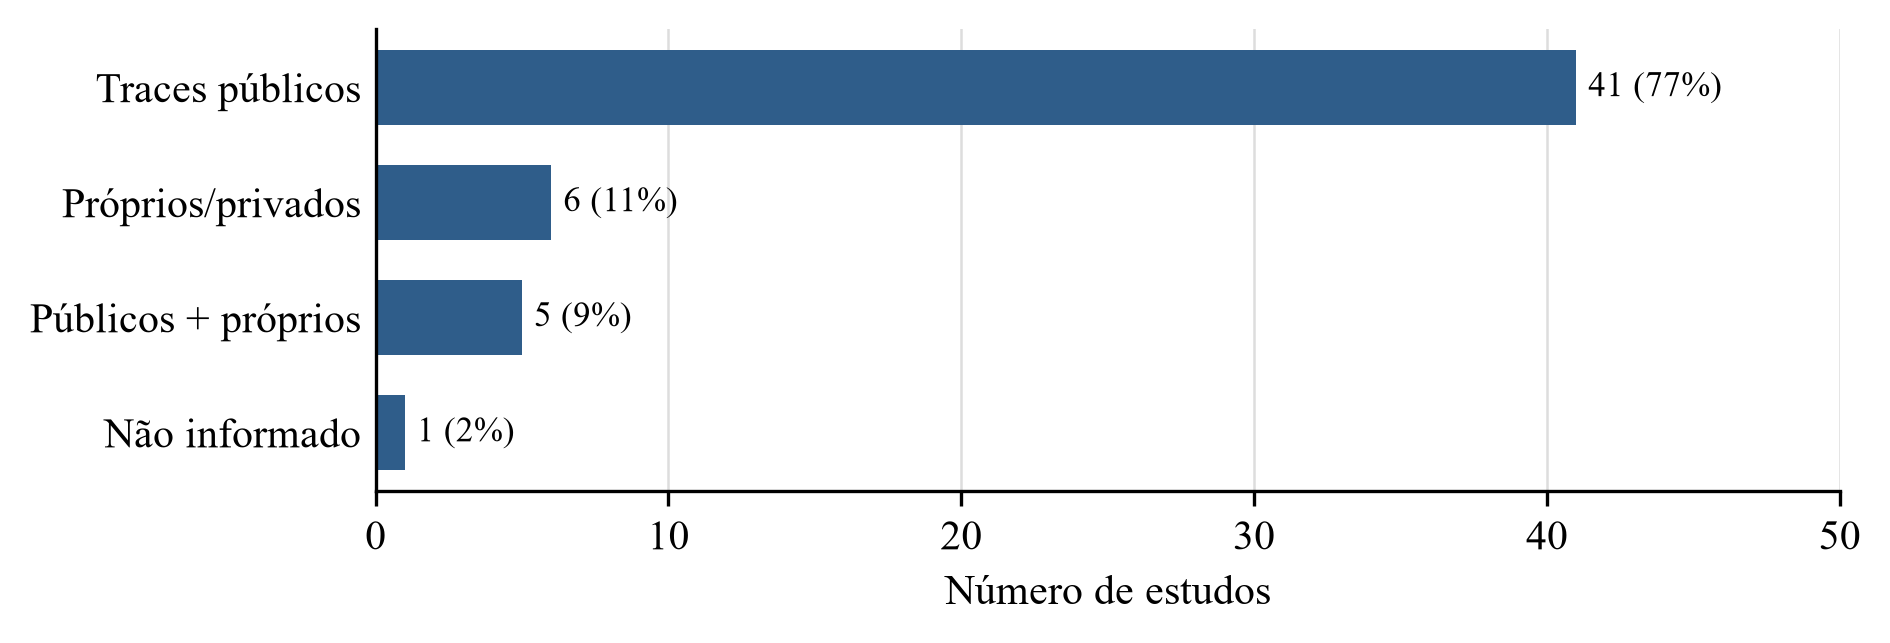 Traces públicos 41 (77%)
Próprios/privados 6 (11%)
Públicos + próprios 5 (9%)
Não informado 1 (2%)
0 10 20 30 40 50
Número de estudos